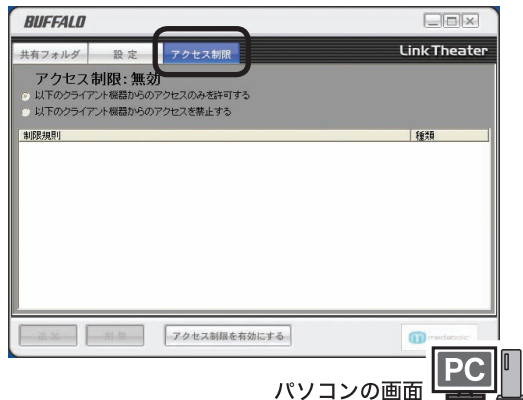 BUFFALO
共有フォルダ 設 定 アクセス制限 LinkTheater
アクセス制限: 無効
以下のクライアント機器からのアクセスのみを許可する
以下のクライアント機器からのアクセスを禁止する
制限規則 種類
追 加 削 除 アクセス制限を有効にする mediabolic
パソコンの画面 PC